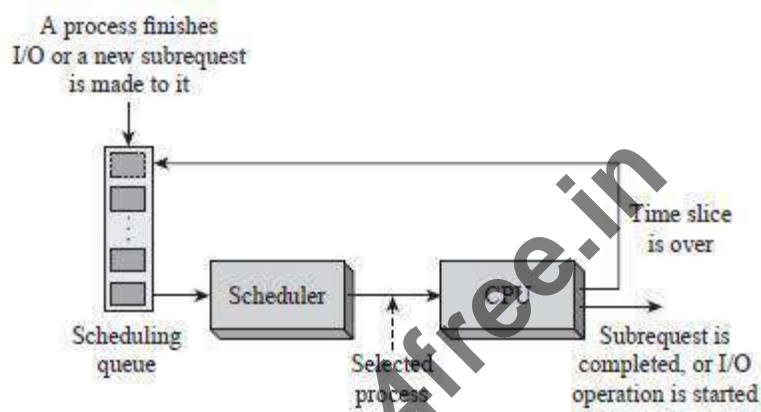 A process finishes
I/O or a new subrequest
is made to it
Time slice
is over
Scheduler
CPU
Scheduling
queue
Selected
process
Subrequest is
completed, or I/O
operation is started
4free.in